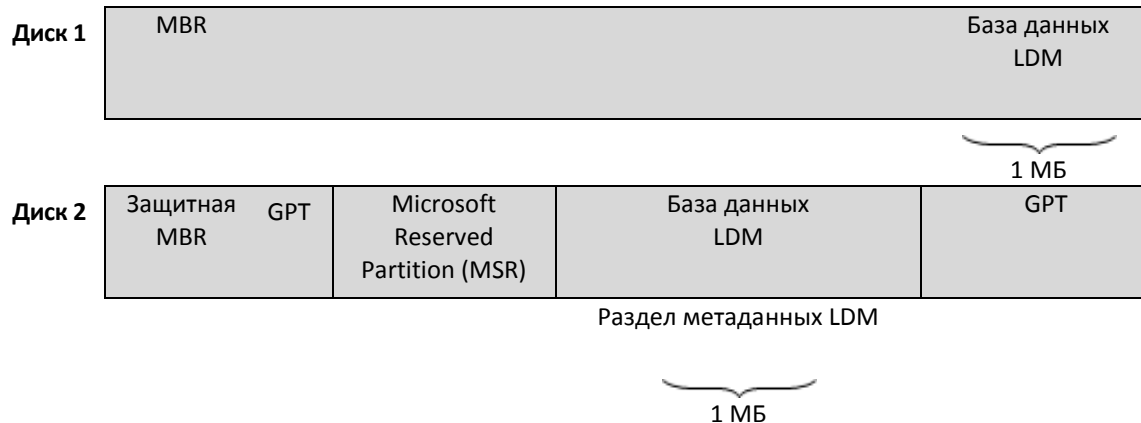 Диск 1
MBR
База данных
LDM
1 МБ
Диск 2
Защитная
MBR
GPT
Microsoft
Reserved
Partition (MSR)
База данных
LDM
GPT
Раздел метаданных LDM
1 МБ